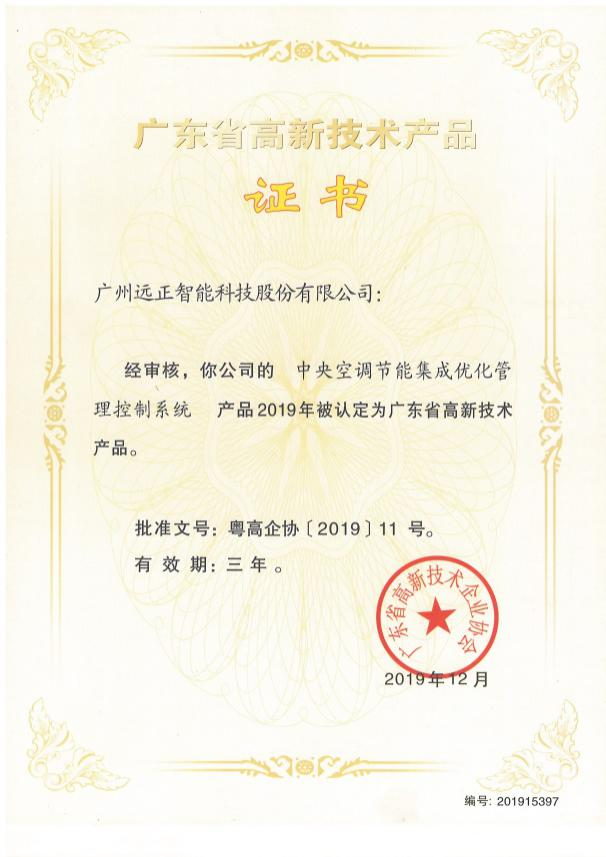 广东省高新技术产品
证书
广州远正智能科技股份有限公司：
经审核，你公司的 中央空调节能集成优化管
理控制系统 产品2019年被认定为广东省高新技术
产品。
批准文号：粤高企协〔2019〕11 号。
有 效 期：三 年 。
广东省高新技术企业协会
2019年12月
编号: 201915397